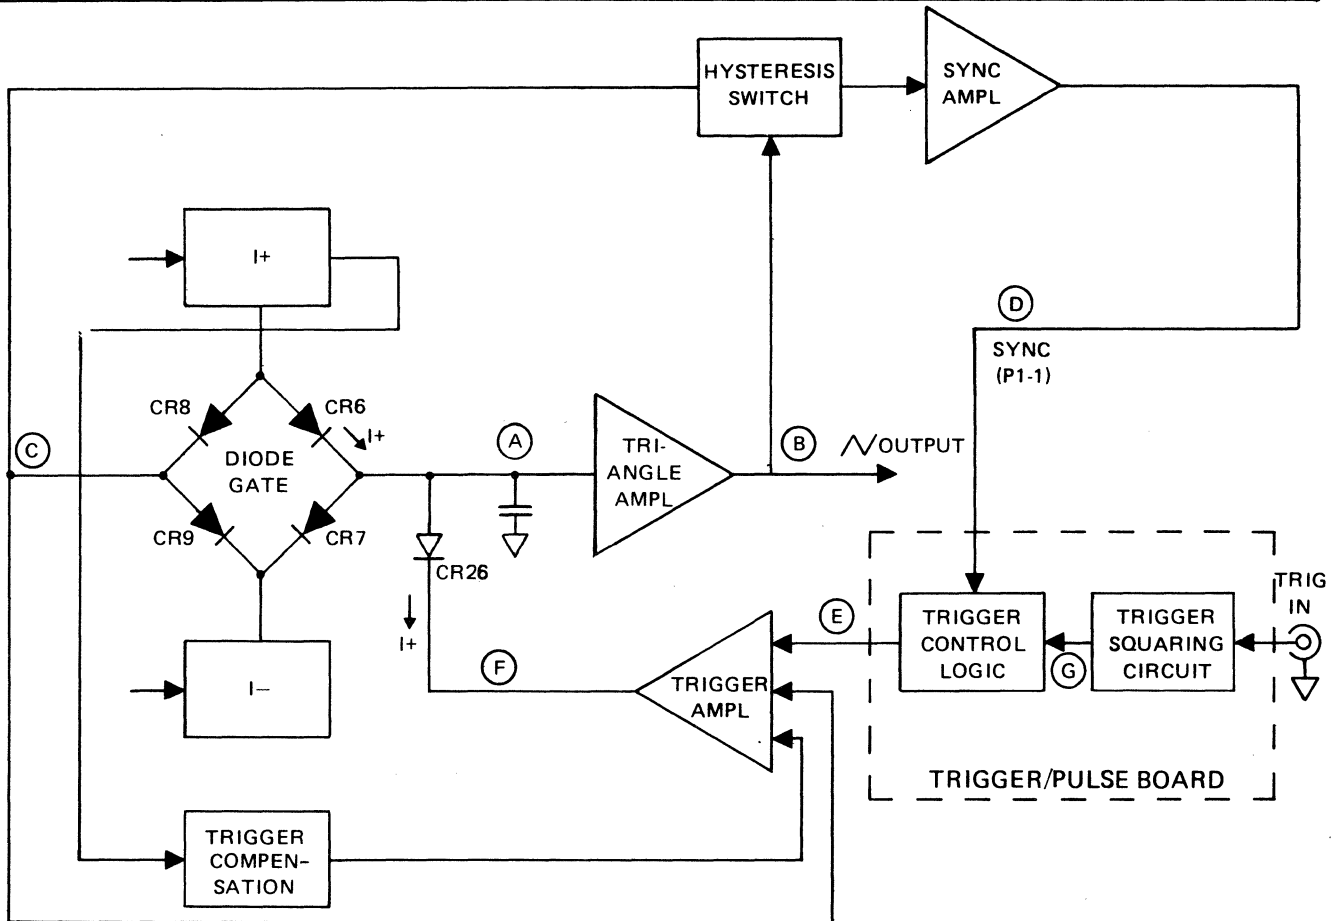 HYSTERESIS
SWITCH
SYNC
AMPL
I+
D
SYNC
(P1-1)
CR8
CR6
I+
C
DIODE
GATE
A
TRI-
ANGLE
AMPL
B
OUTPUT
CR9
CR7
CR26
I+
TRIG
IN
E
TRIGGER
CONTROL
LOGIC
G
TRIGGER
SQUARING
CIRCUIT
F
TRIGGER
AMPL
I−
TRIGGER/PULSE BOARD
TRIGGER
COMPEN-
SATION